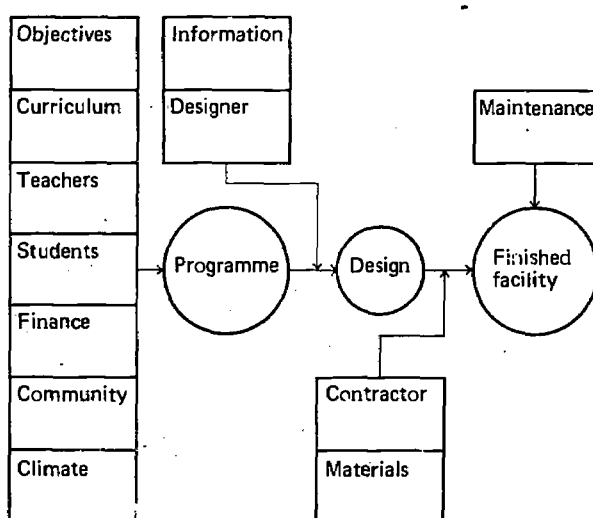 Objectives
Curriculum
Teachers
Students
Finance
Community
Climate
Information
Designer
Programme
Design
Contractor
Materials
Maintenance
Finished
facility